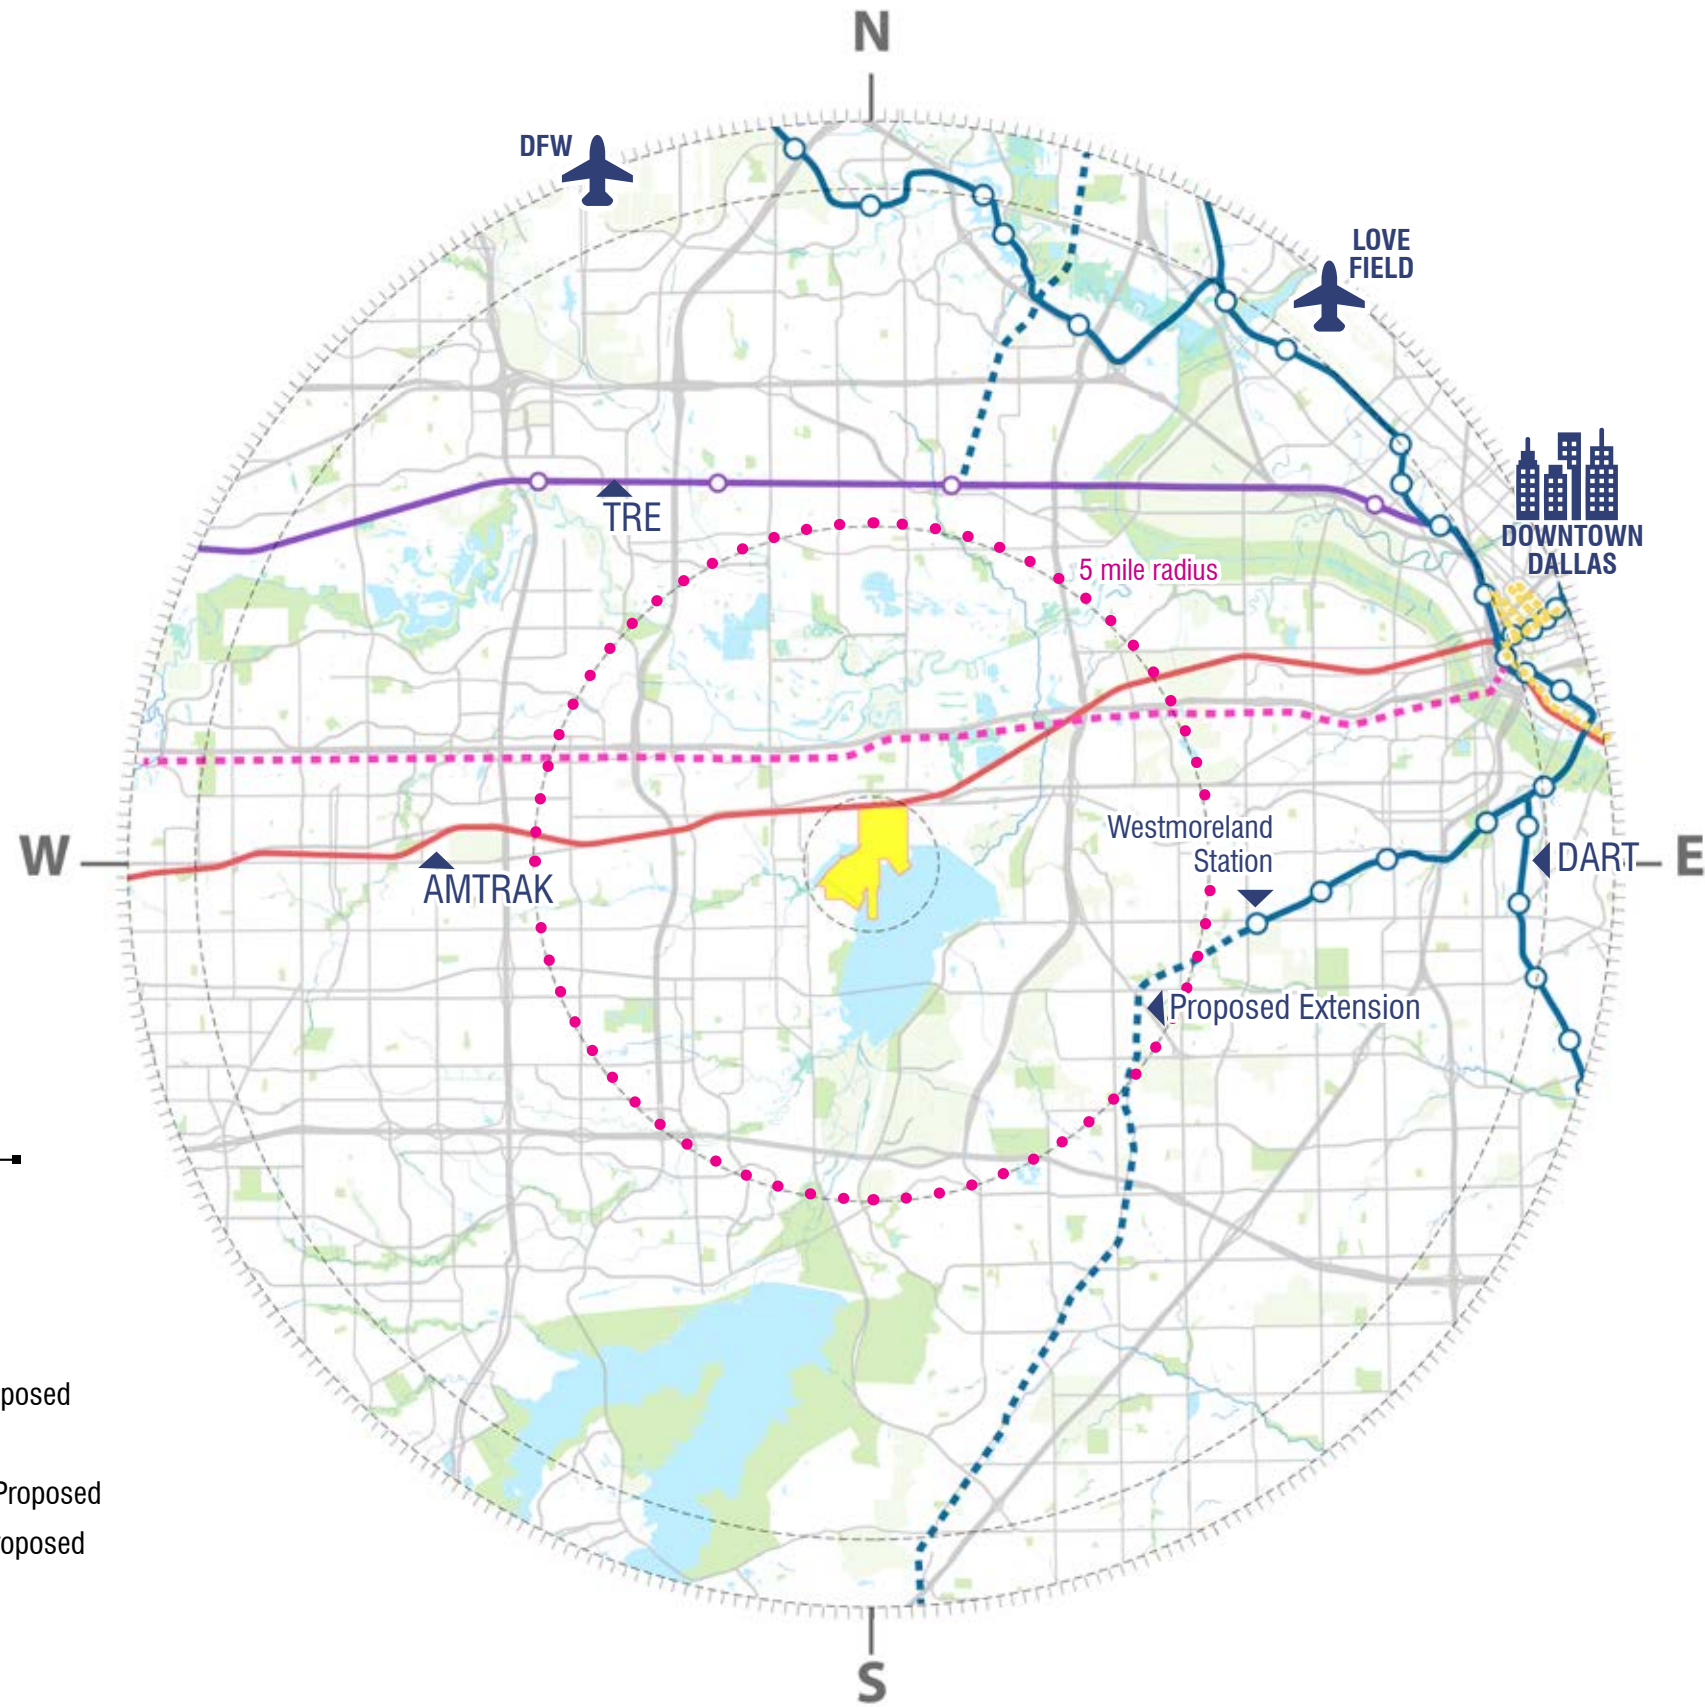 N
DFW
LOVE
FIELD
DOWNTOWN
DALLAS
TRE
5 mile radius
Westmoreland
Station
W
AMTRAK
DART
E
Proposed Extension
posed
Proposed
oposed
S